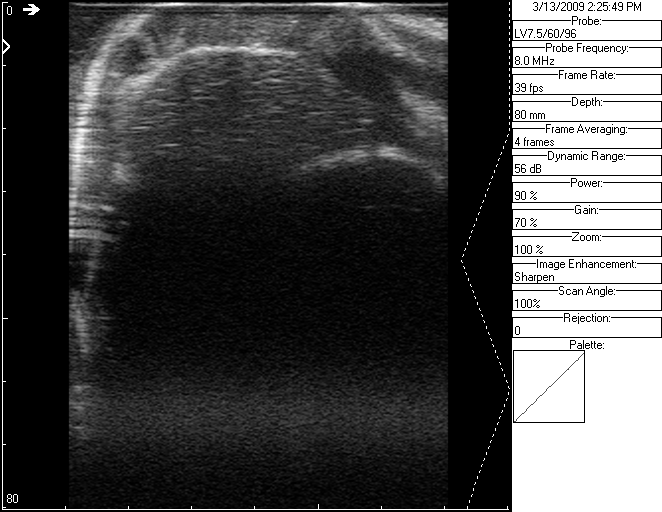 0
80
3/13/2009 2:25:49 PM
Probe:
LV7.5/60/96
Probe Frequency:
8.0 MHz
Frame Rate:
39 fps
Depth:
80 mm
Frame Averaging:
4 frames
Dynamic Range:
56 dB
Power:
90 %
Gain:
70 %
Zoom:
100 %
Image Enhancement:
Sharpen
Scan Angle:
100%
Rejection:
0
Palette: